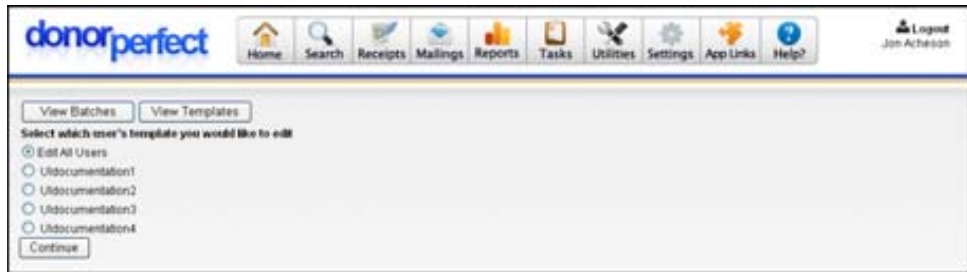 donorperfect
Home Search Receipts Mailings Reports Tasks Utilities Settings App Links Help?
Logout
Jon Acheson
View Batches View Templates
Select which user's template you would like to edit
Edit All Users
UIdocumentation1
UIdocumentation2
UIdocumentation3
UIdocumentation4
Continue